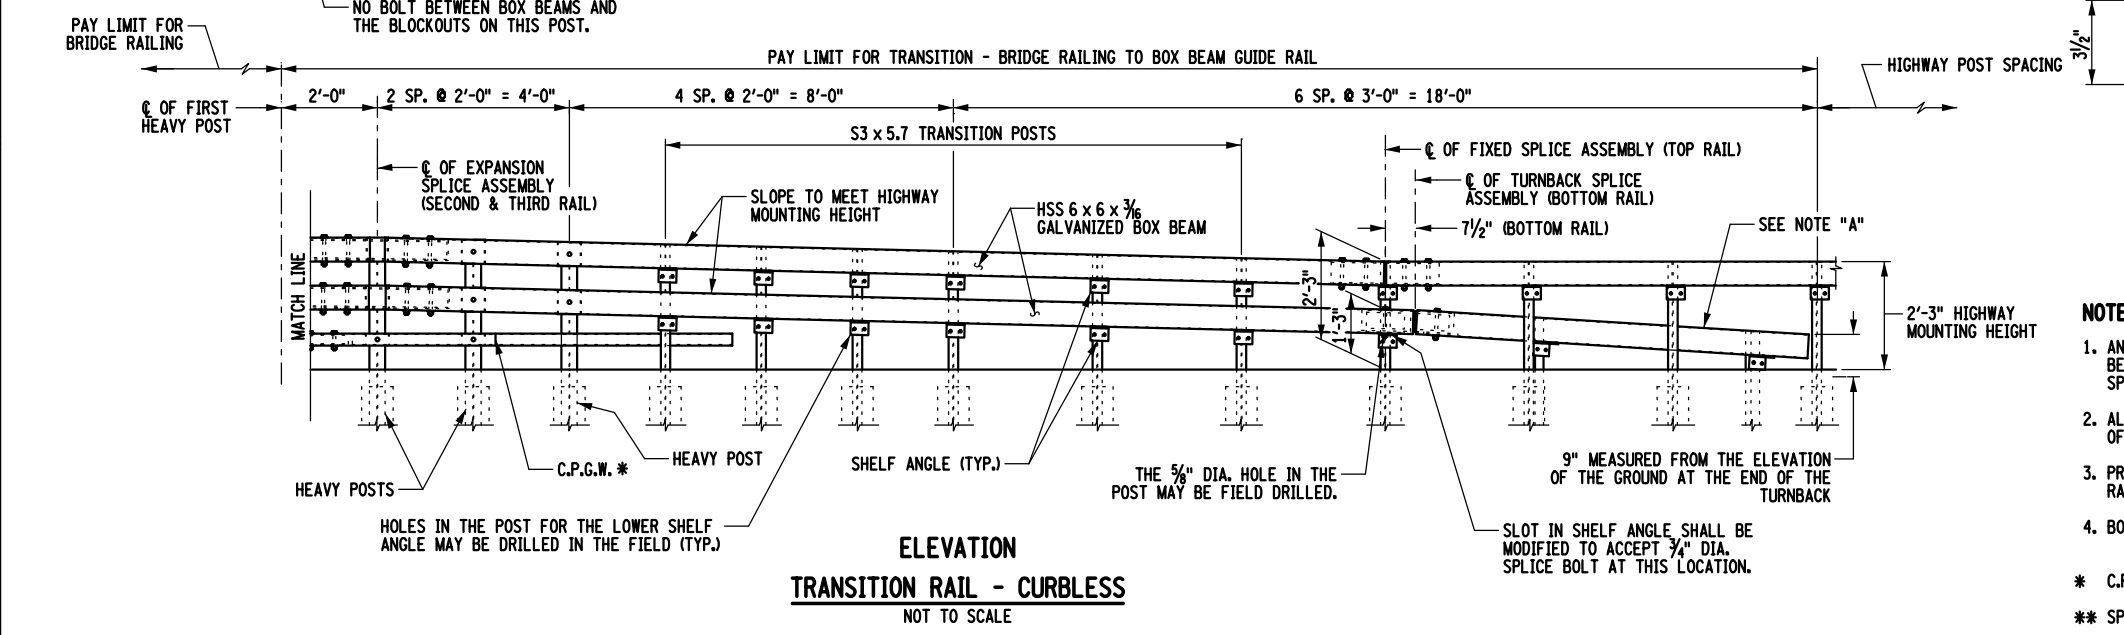 NO BOLT BETWEEN BOX BEAMS AND
THE BLOCKOUTS ON THIS POST.
PAY LIMIT FOR
BRIDGE RAILING
PAY LIMIT FOR TRANSITION - BRIDGE RAILING TO BOX BEAM GUIDE RAIL
HIGHWAY POST SPACING
3½"
℄ OF FIRST
HEAVY POST
2'-0"
2 SP. @ 2'-0" = 4'-0"
4 SP. @ 2'-0" = 8'-0"
6 SP. @ 3'-0" = 18'-0"
S3 x 5.7 TRANSITION POSTS
℄ OF EXPANSION
SPLICE ASSEMBLY
(SECOND & THIRD RAIL)
SLOPE TO MEET HIGHWAY
MOUNTING HEIGHT
HSS 6 x 6 x 3⁄16
GALVANIZED BOX BEAM
℄ OF FIXED SPLICE ASSEMBLY (TOP RAIL)
℄ OF TURNBACK SPLICE
ASSEMBLY (BOTTOM RAIL)
7½" (BOTTOM RAIL)
SEE NOTE "A"
MATCH LINE
2'-3"
1'-3"
2'-3" HIGHWAY
MOUNTING HEIGHT
HEAVY POSTS
C.P.G.W. *
HEAVY POST
SHELF ANGLE (TYP.)
HOLES IN THE POST FOR THE LOWER SHELF
ANGLE MAY BE DRILLED IN THE FIELD (TYP.)
THE ⅝" DIA. HOLE IN THE
POST MAY BE FIELD DRILLED.
9" MEASURED FROM THE ELEVATION
OF THE GROUND AT THE END OF THE
TURNBACK
SLOT IN SHELF ANGLE SHALL BE
MODIFIED TO ACCEPT ¾" DIA.
SPLICE BOLT AT THIS LOCATION.
ELEVATION
TRANSITION RAIL - CURBLESS
NOT TO SCALE
NOTE
1. AN
BE
SP
2. AL
OF
3. PR
RA
4. BO
* C.P
** SP